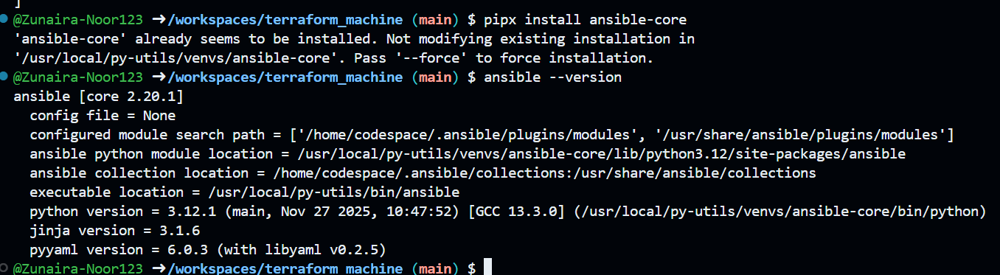 ]
@Zunaira-Noor123 ➜/workspaces/terraform_machine (main) $ pipx install ansible-core
'ansible-core' already seems to be installed. Not modifying existing installation in
'/usr/local/py-utils/venvs/ansible-core'. Pass '--force' to force installation.
@Zunaira-Noor123 ➜/workspaces/terraform_machine (main) $ ansible --version
ansible [core 2.20.1]
  config file = None
  configured module search path = ['/home/codespace/.ansible/plugins/modules', '/usr/share/ansible/plugins/modules']
  ansible python module location = /usr/local/py-utils/venvs/ansible-core/lib/python3.12/site-packages/ansible
  ansible collection location = /home/codespace/.ansible/collections:/usr/share/ansible/collections
  executable location = /usr/local/py-utils/bin/ansible
  python version = 3.12.1 (main, Nov 27 2025, 10:47:52) [GCC 13.3.0] (/usr/local/py-utils/venvs/ansible-core/bin/python)
  jinja version = 3.1.6
  pyyaml version = 6.0.3 (with libyaml v0.2.5)
@Zunaira-Noor123 ➜/workspaces/terraform_machine (main) $